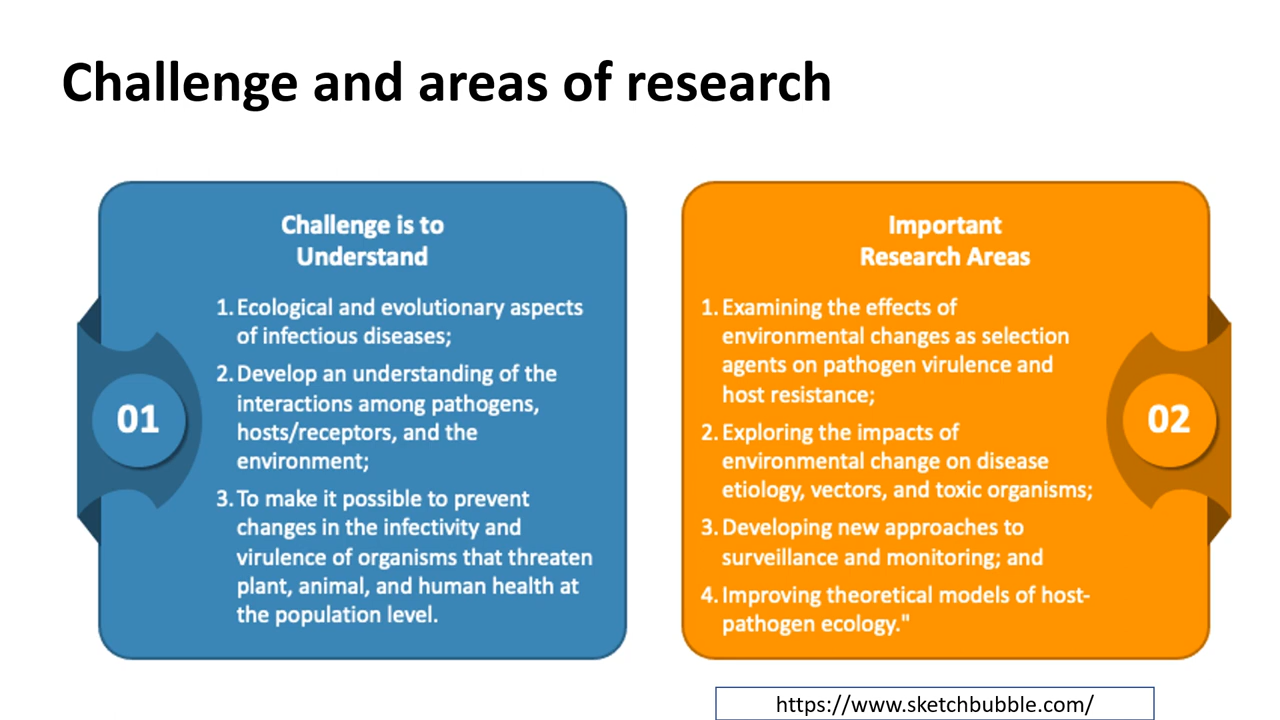 Challenge and areas of research
Challenge is to
Understand
1. Ecological and evolutionary aspects
of infectious diseases;
2. Develop an understanding of the
interactions among pathogens,
hosts/receptors, and the
environment;
3. To make it possible to prevent
changes in the infectivity and
virulence of organisms that threaten
plant, animal, and human health at
the population level.
01
Important
Research Areas
1. Examining the effects of
environmental changes as selection
agents on pathogen virulence and
host resistance;
2. Exploring the impacts of
environmental change on disease
etiology, vectors, and toxic organisms;
3. Developing new approaches to
surveillance and monitoring; and
4. Improving theoretical models of host-
pathogen ecology."
02
https://www.sketchbubble.com/